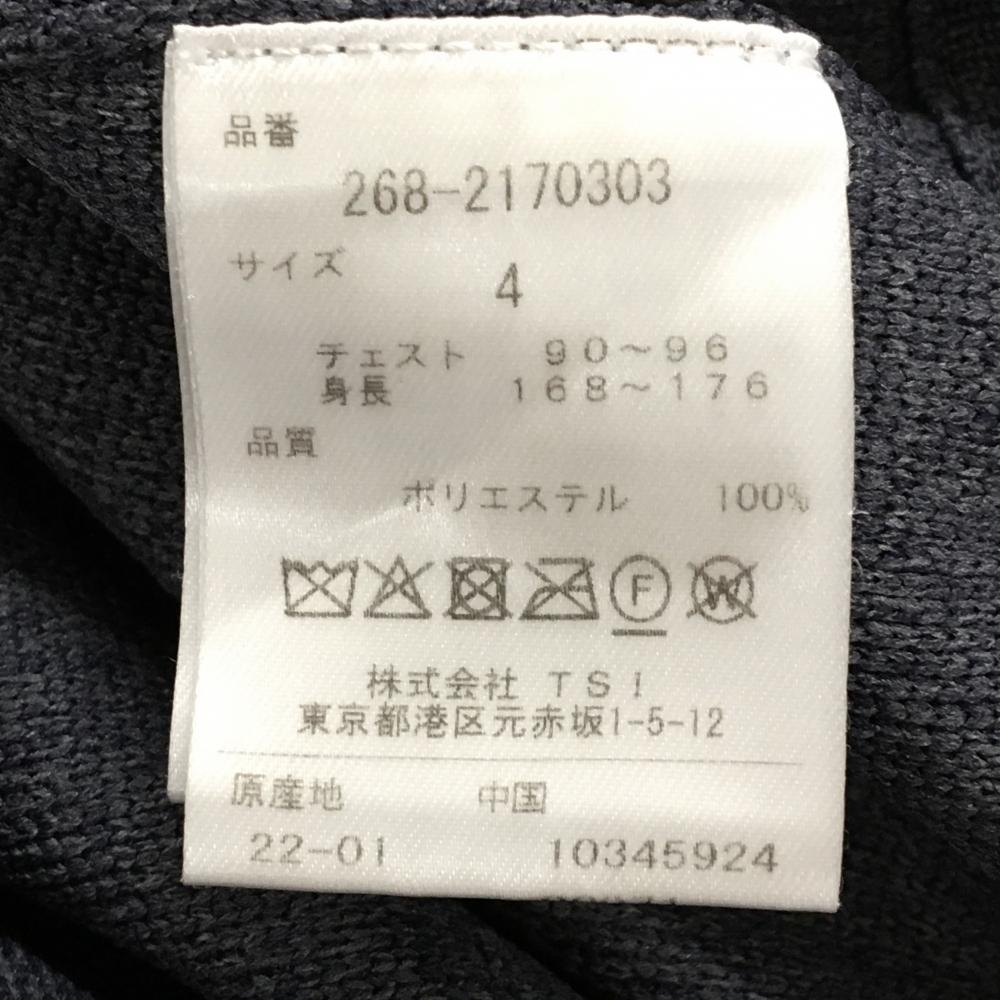 品番
268-2170303
サイズ
4
チェスト 90～96
身長 168～176
品質
ポリエステル 100%
F W
株式会社 TSI
東京都港区元赤坂1-5-12
原産地 中国
22-01 10345924